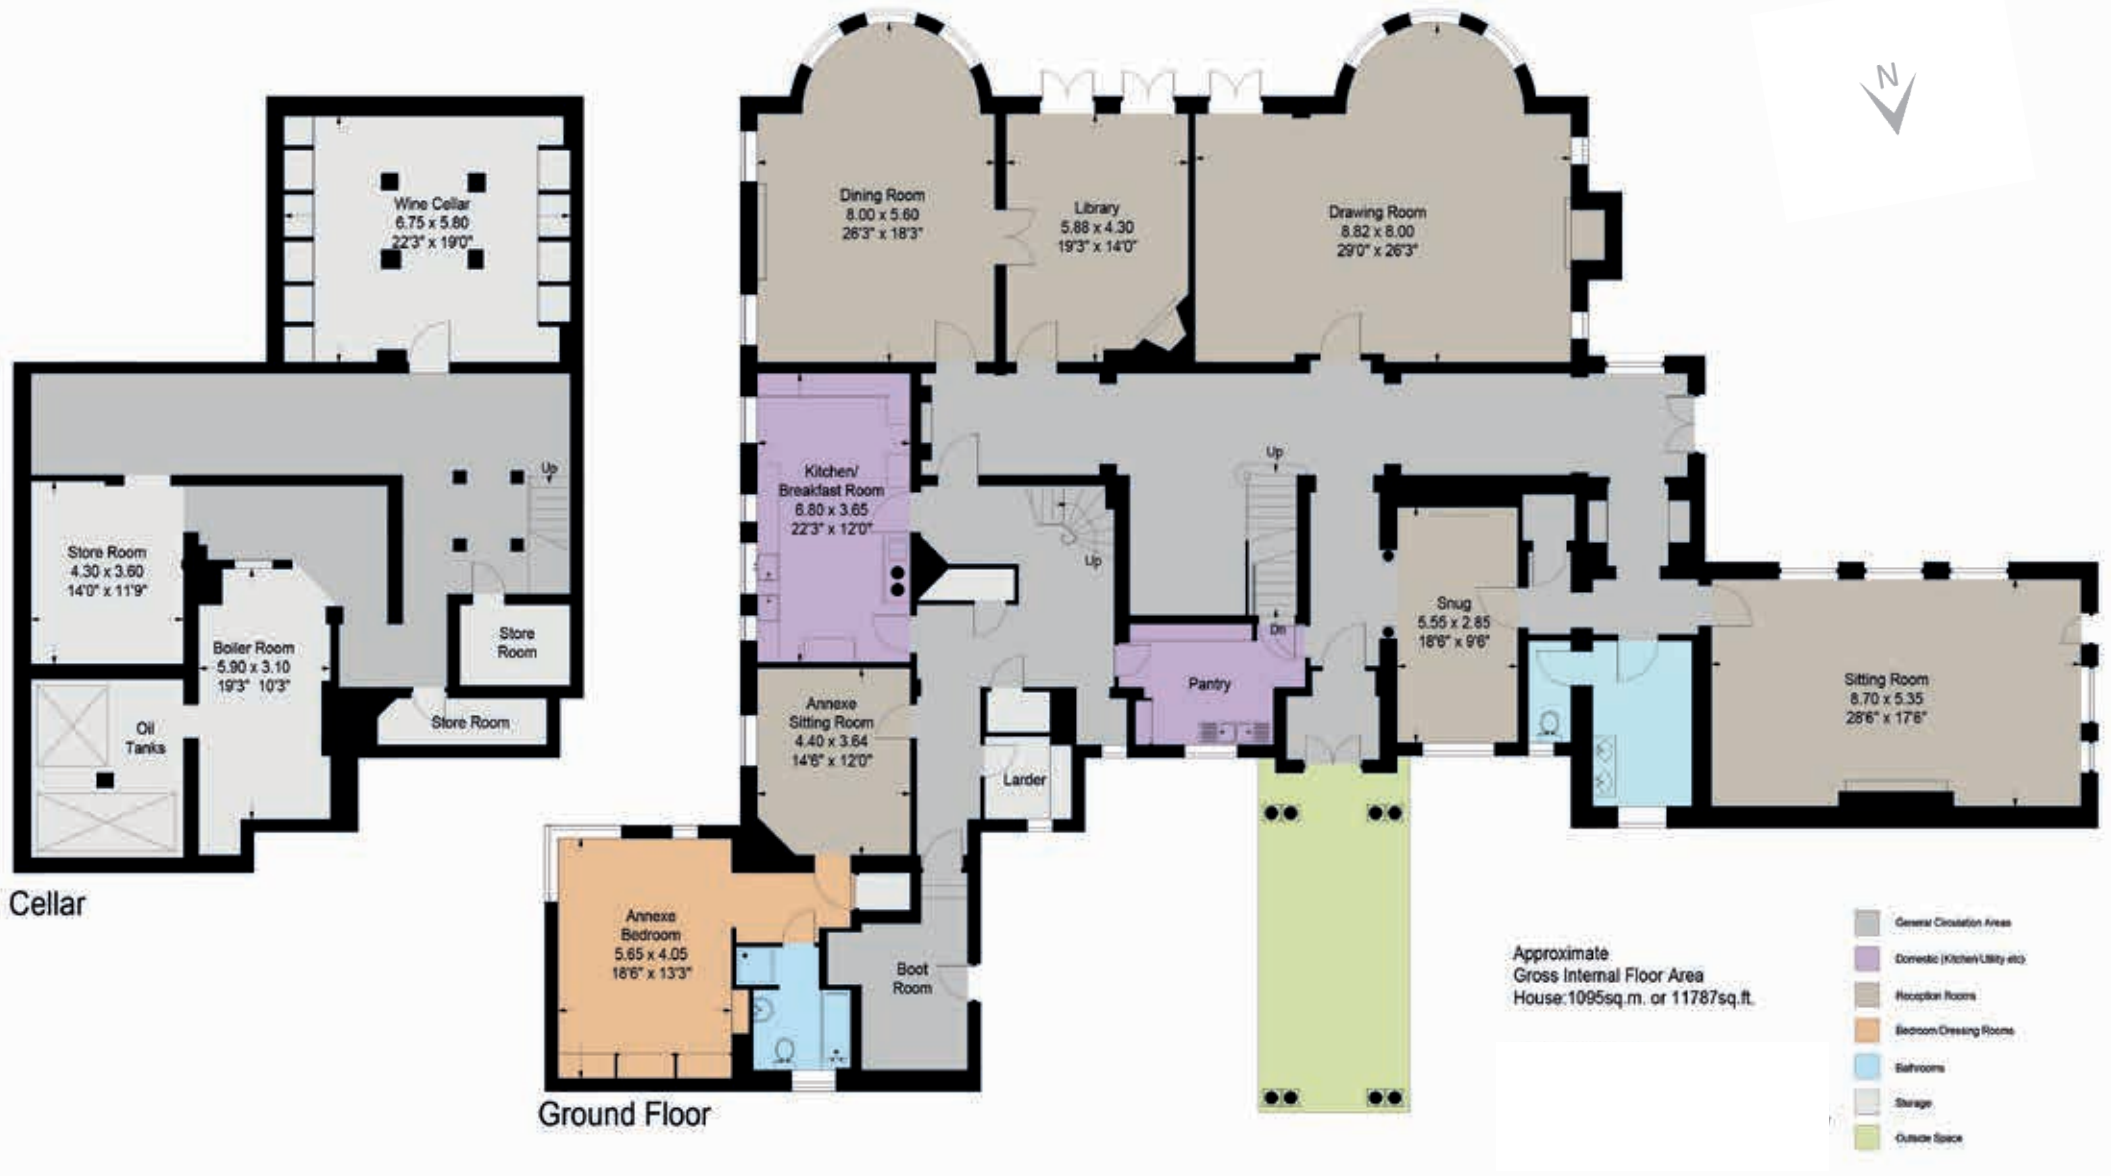 N
Wine Cellar
6.75 x 5.80
22'3" x 19'0"
Up
Store Room
4.30 x 3.60
14'0" x 11'9"
Boiler Room
5.90 x 3.10
19'3" 10'3"
Store
Room
Store Room
Oil
Tanks
Cellar
Dining Room
8.00 x 5.60
26'3" x 18'3"
Library
5.88 x 4.30
19'3" x 14'0"
Drawing Room
8.82 x 8.00
29'0" x 26'3"
Kitchen/
Breakfast Room
6.80 x 3.65
22'3" x 12'0"
Up
Up
Dn
Snug
5.55 x 2.85
18'6" x 9'6"
Pantry
Sitting Room
8.70 x 5.35
28'6" x 17'6"
Annexe
Sitting Room
4.40 x 3.64
14'6" x 12'0"
Larder
Annexe
Bedroom
5.65 x 4.05
18'6" x 13'3"
Boot
Room
Ground Floor
Approximate
Gross Internal Floor Area
House:1095sq.m. or 11787sq.ft.
General Circulation Areas
Domestic (Kitchen/Utility etc)
Reception Rooms
Bedroom/Dressing Rooms
Bathrooms
Storage
Outside Space